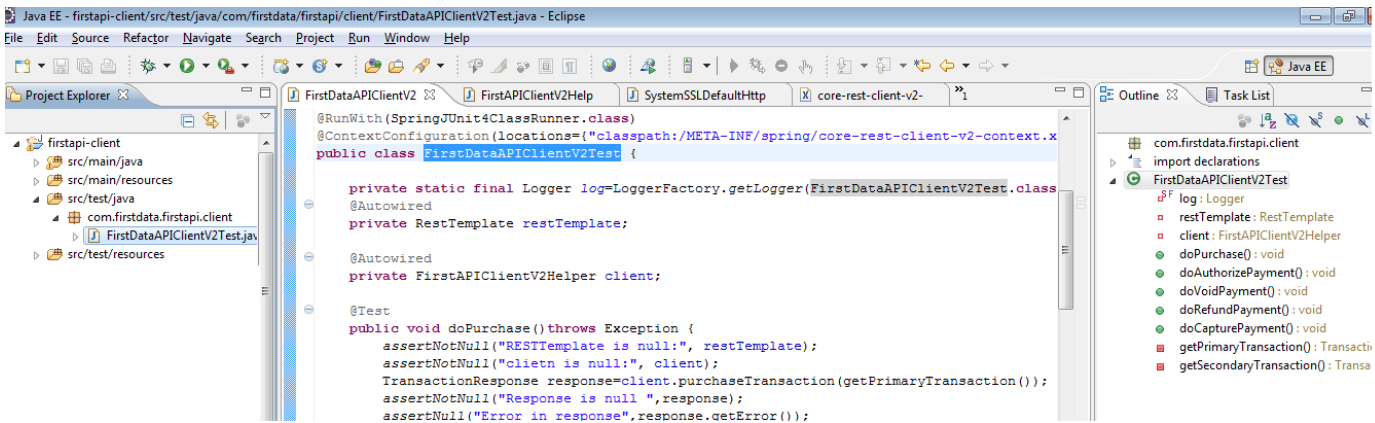 Java EE - firstapi-client/src/test/java/com/firstdata/firstapi/client/FirstDataAPIClientV2Test.java - Eclipse
File Edit Source Refactor Navigate Search Project Run Window Help
Java EE
Project Explorer
firstapi-client
src/main/java
src/main/resources
src/test/java
com.firstdata.firstapi.client
FirstDataAPIClientV2Test.jav
src/test/resources
FirstDataAPIClientV2 FirstAPIClientV2Help SystemSSLDefaultHttp core-rest-client-v2- »1
@RunWith(SpringJUnit4ClassRunner.class)
@ContextConfiguration(locations={"classpath:/META-INF/spring/core-rest-client-v2-context.x
public class FirstDataAPIClientV2Test {
private static final Logger log=LoggerFactory.getLogger(FirstDataAPIClientV2Test.class
@Autowired
private RestTemplate restTemplate;
@Autowired
private FirstAPIClientV2Helper client;
@Test
public void doPurchase()throws Exception {
assertNotNull("RESTTemplate is null:", restTemplate);
assertNotNull("clietn is null:", client);
TransactionResponse response=client.purchaseTransaction(getPrimaryTransaction());
assertNotNull("Response is null ",response);
assertNull("Error in response",response.getError());
Outline Task List
com.firstdata.firstapi.client
import declarations
FirstDataAPIClientV2Test
log : Logger
restTemplate : RestTemplate
client : FirstAPIClientV2Helper
doPurchase() : void
doAuthorizePayment() : void
doVoidPayment() : void
doRefundPayment() : void
doCapturePayment() : void
getPrimaryTransaction() : Transacti
getSecondaryTransaction() : Transa